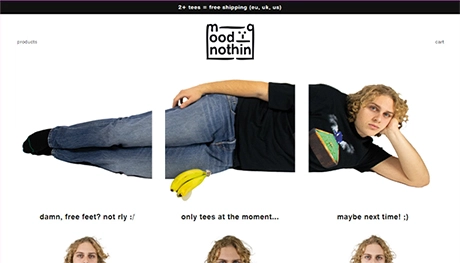 2+ tees = free shipping (eu, uk, us)
products
m
ood
nothin
cart
damn, free feet? not rly :/
only tees at the moment...
maybe next time! ;)